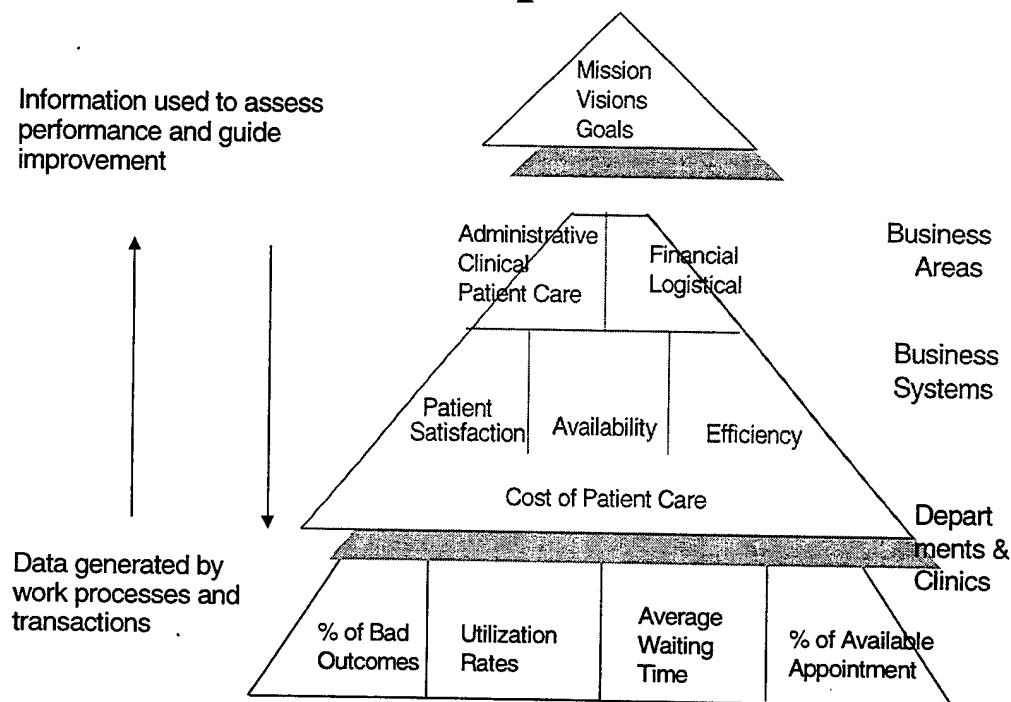 Mission
Visions
Goals
Information used to assess
performance and guide
improvement
Administrative
Clinical
Patient Care
Financial
Logistical
Business
Areas
Business
Systems
Patient
Satisfaction
Availability
Efficiency
Cost of Patient Care
Depart
ments &
Clinics
Data generated by
work processes and
transactions
% of Bad
Outcomes
Utilization
Rates
Average
Waiting
Time
% of Available
Appointment